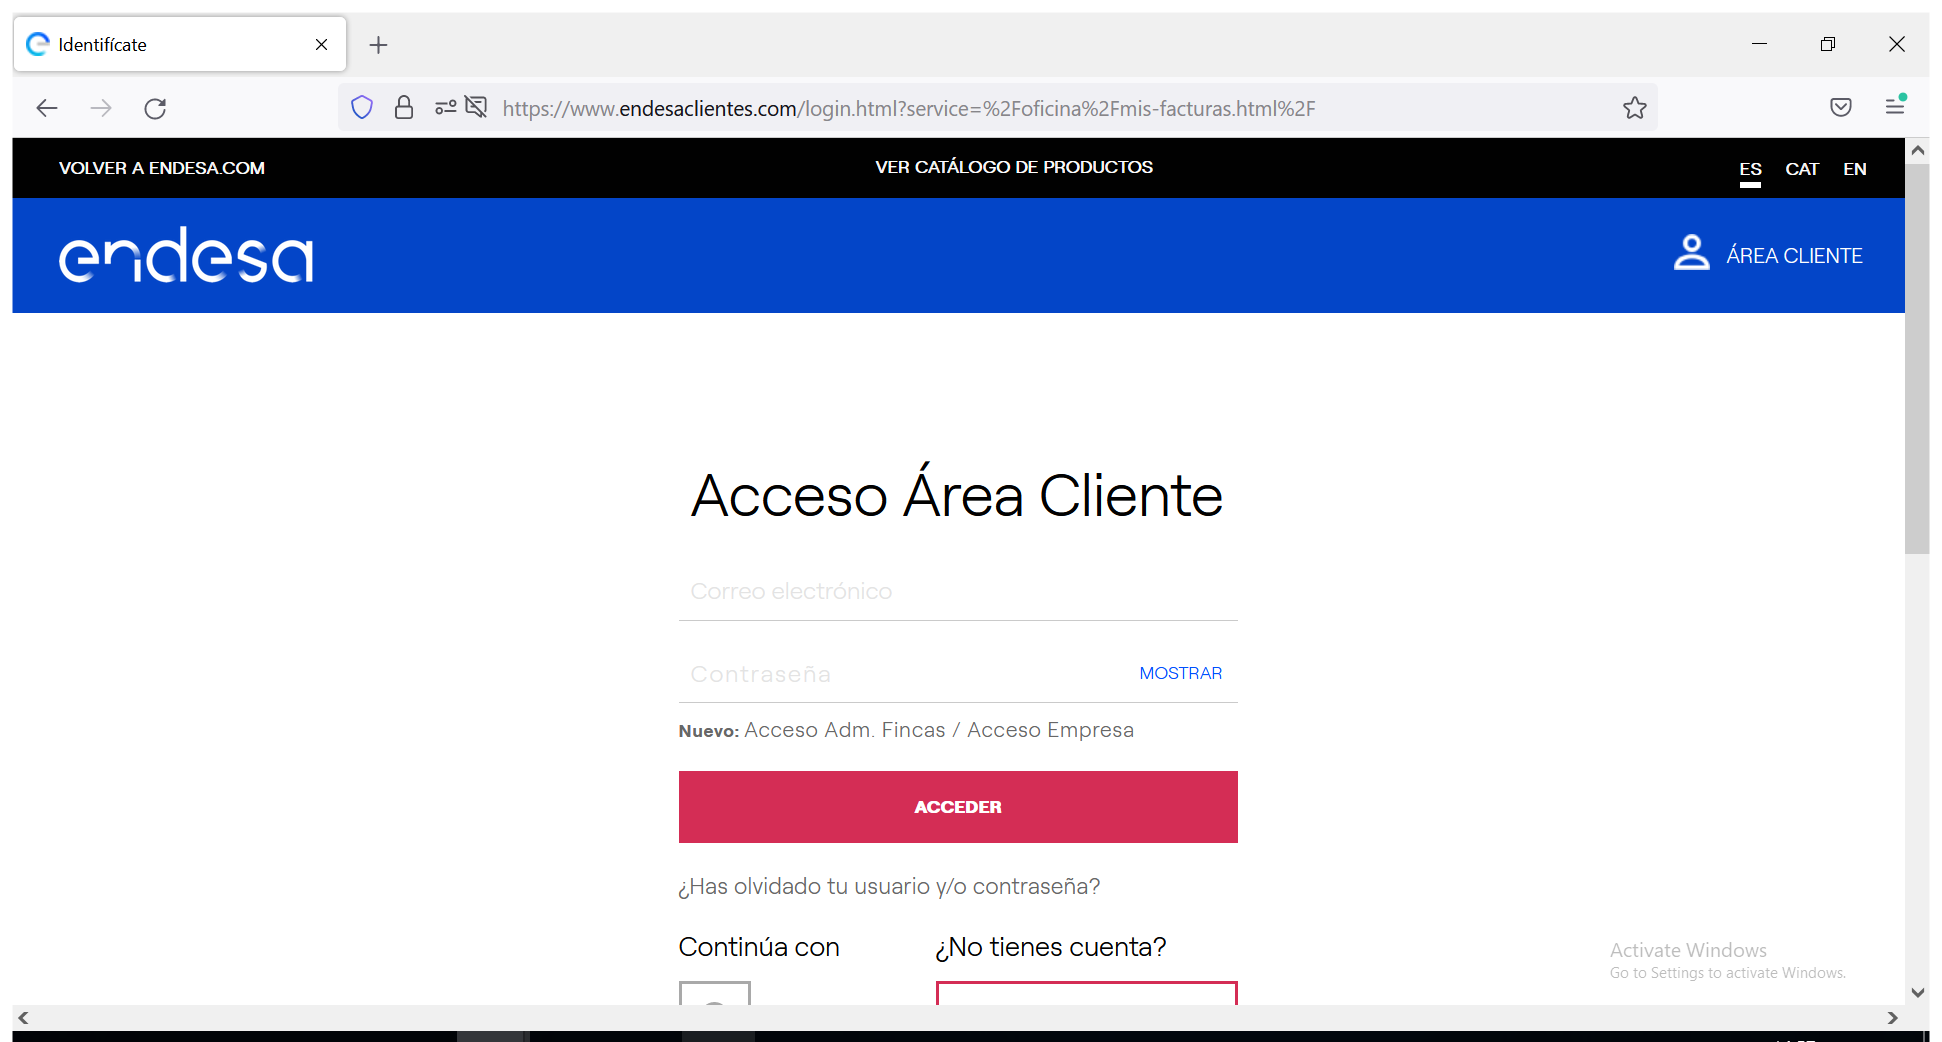 Identifícate
https://www.endesaclientes.com/login.html?service=%2Foficina%2Fmis-facturas.html%2F
VOLVER A ENDESA.COM
VER CATÁLOGO DE PRODUCTOS
ES CAT EN
endesa
ÁREA CLIENTE
Acceso Área Cliente
Correo electrónico
Contraseña
MOSTRAR
Nuevo: Acceso Adm. Fincas / Acceso Empresa
ACCEDER
¿Has olvidado tu usuario y/o contraseña?
Continúa con
¿No tienes cuenta?
Activate Windows
Go to Settings to activate Windows.